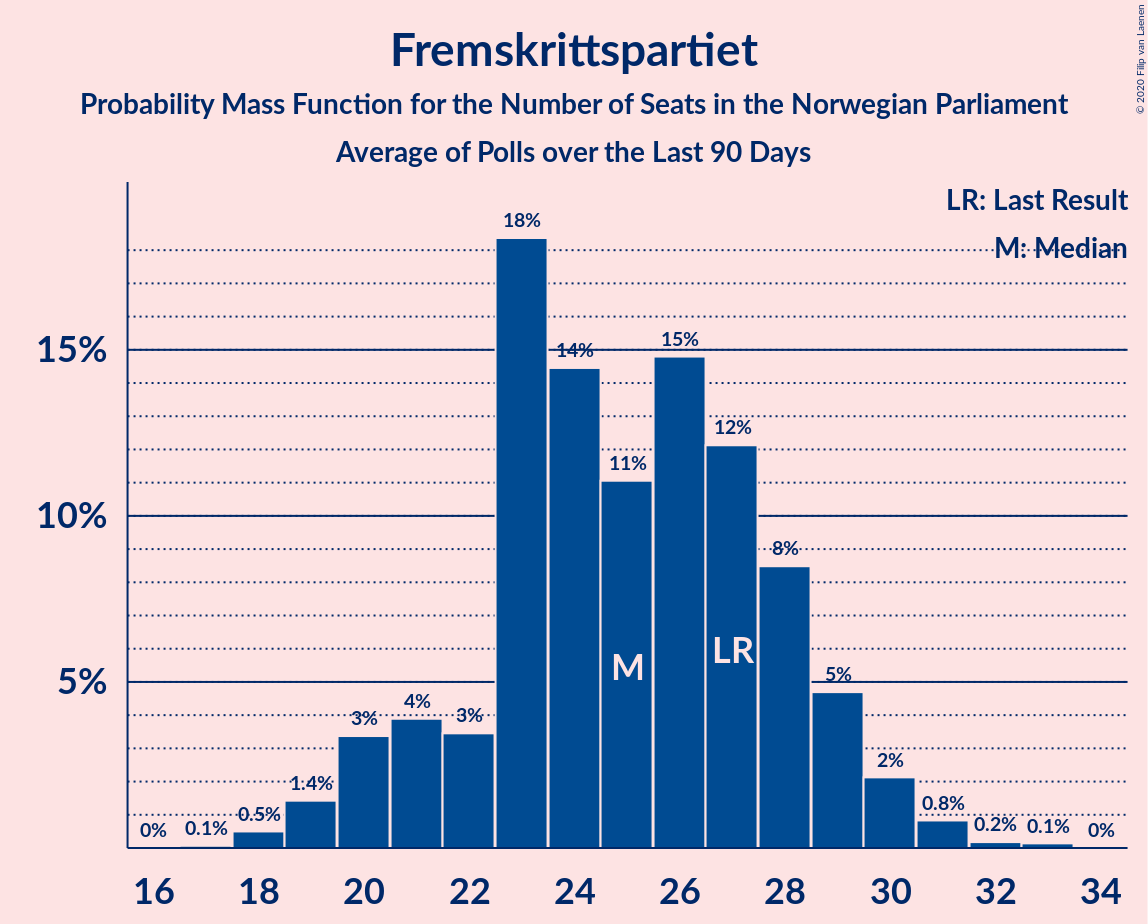 Fremskrittspartiet
Probability Mass Function for the Number of Seats in the Norwegian Parliament
Average of Polls over the Last 90 Days
© 2020 Filip van Laenen
LR: Last Result
M: Median
15%
10%
5%
0%
0.1%
0.5%
1.4%
3%
4%
3%
18%
14%
11%
15%
12%
8%
5%
2%
0.8%
0.2%
0.1%
0%
M
LR
16 18 20 22 24 26 28 30 32 34